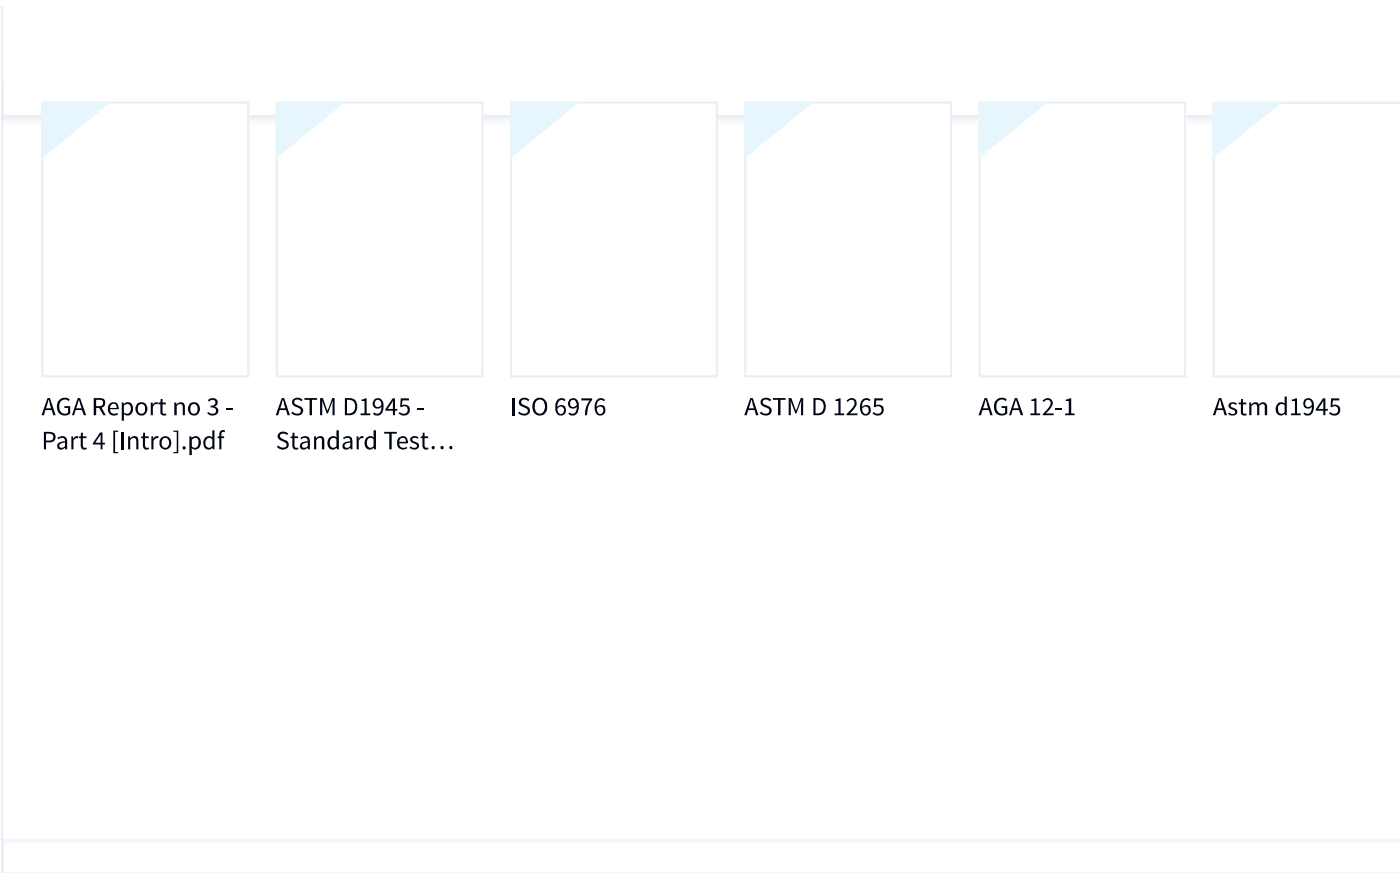 AGA Report no 3 -
Part 4 [Intro].pdf
ASTM D1945 -
Standard Test…
ISO 6976
ASTM D 1265
AGA 12-1
Astm d1945